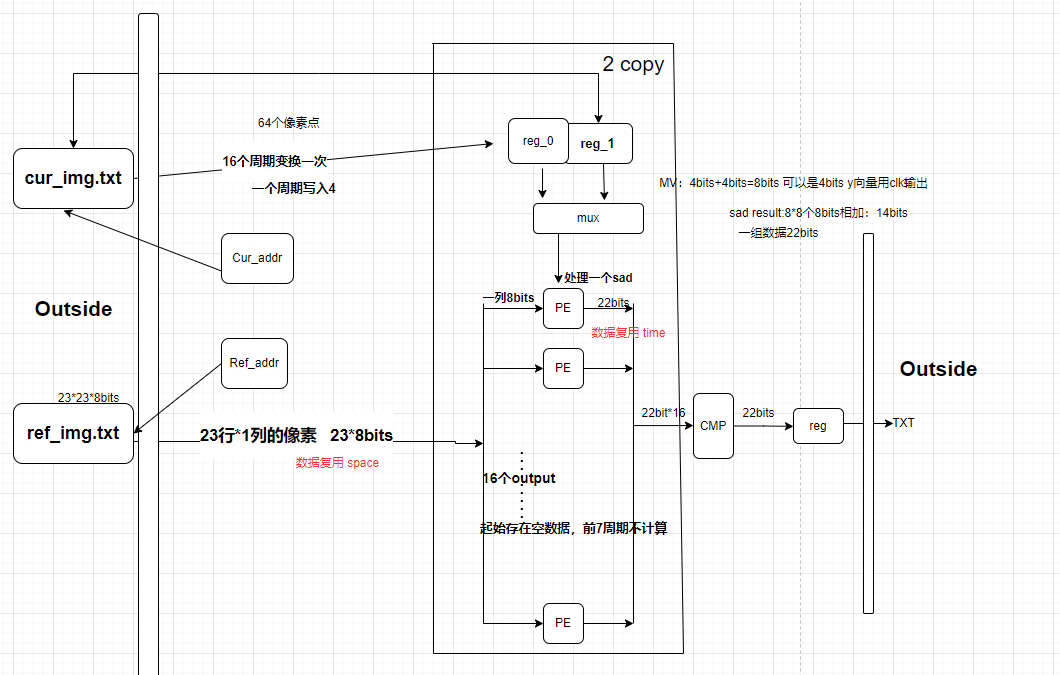 2 copy
64个像素点
reg_0
reg_1
16个周期变换一次
cur_img.txt
一个周期写入4
MV：4bits+4bits=8bits 可以是4bits y向量用clk输出
mux
sad result:8*8个8bits相加：14bits
一组数据22bits
Cur_addr
处理一个sad
一列8bits
PE
22bits
Outside
数据复用 time
Ref_addr
PE
Outside
23*23*8bits
22bit*16
22bits
ref_img.txt
23行*1列的像素 23*8bits
CMP
reg
TXT
数据复用 space
16个output
起始存在空数据，前7周期不计算
PE